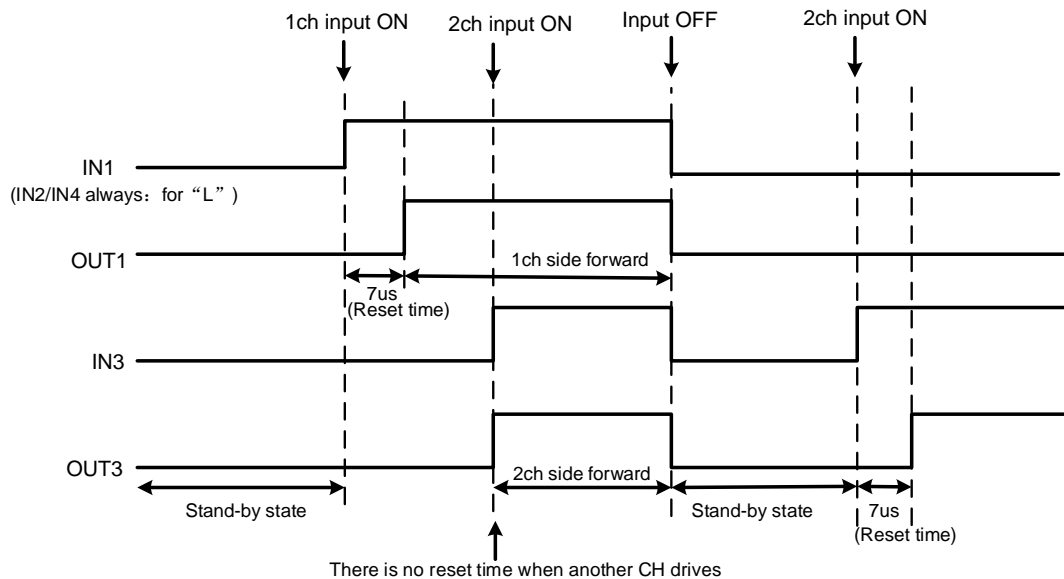 1ch input ON
2ch input ON
Input OFF
2ch input ON
IN1
(IN2/IN4 always：for “L” )
OUT1
1ch side forward
7us
(Reset time)
IN3
OUT3
2ch side forward
Stand-by state
Stand-by state
7us
(Reset time)
There is no reset time when another CH drives